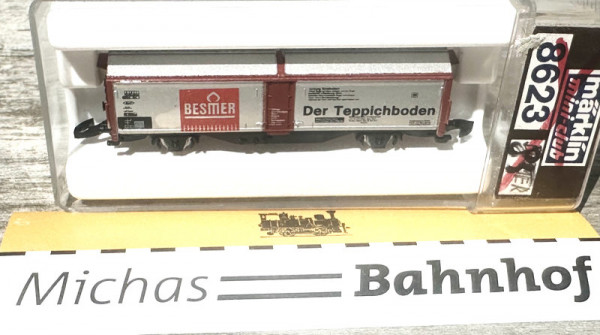 BESMER
Der Teppichboden
märklin
mini-club
8623
Michas Bahnhof